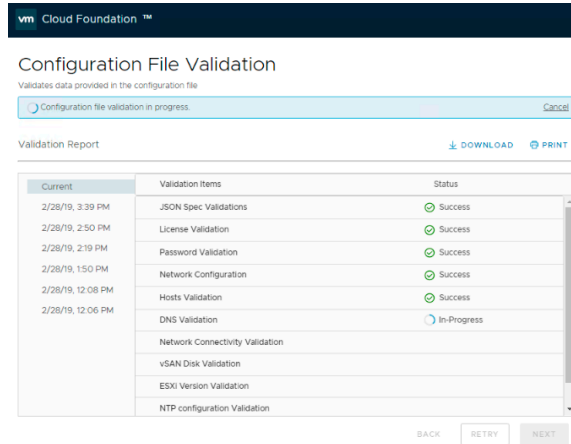 vm Cloud Foundation ™
Configuration File Validation
Validates data provided in the configuration file
Configuration file validation in progress. Cancel
Validation Report DOWNLOAD PRINT
Current Validation Items Status
2/28/19, 3:39 PM JSON Spec Validations Success
2/28/19, 2:50 PM License Validation Success
2/28/19, 2:19 PM Password Validation Success
2/28/19, 1:50 PM Network Configuration Success
2/28/19, 12:08 PM Hosts Validation Success
2/28/19, 12:06 PM DNS Validation In-Progress
Network Connectivity Validation
vSAN Disk Validation
ESXI Version Validation
NTP configuration Validation
BACK RETRY NEXT